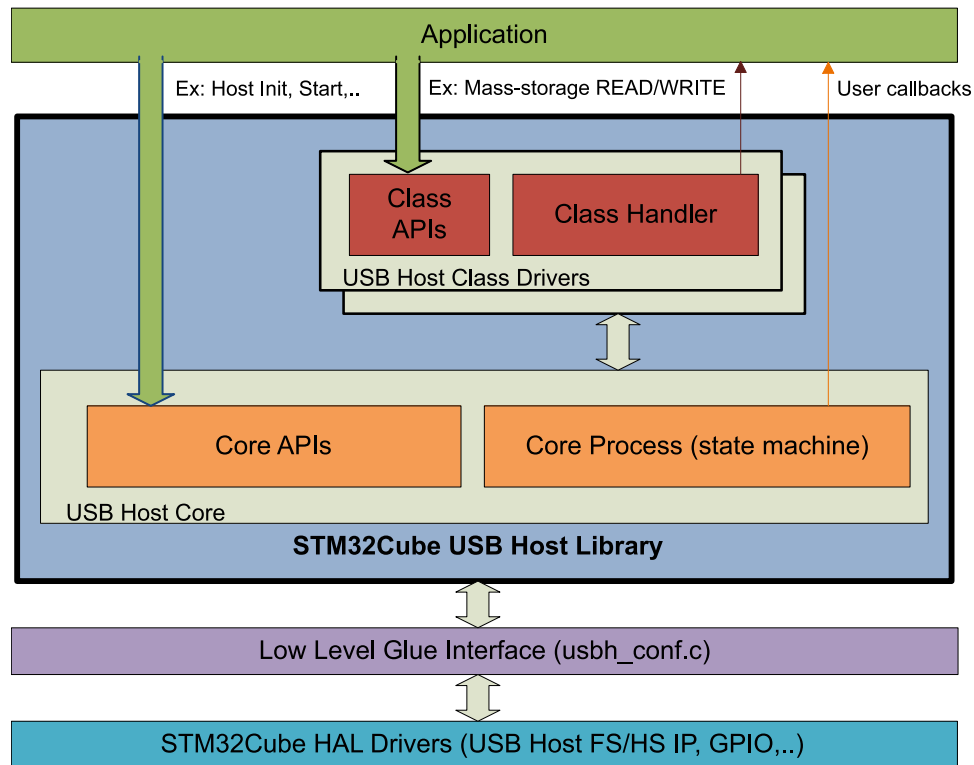 Application
Ex: Host Init, Start,..
Ex: Mass-storage READ/WRITE
User callbacks
Class
APIs
Class Handler
USB Host Class Drivers
Core APIs
Core Process (state machine)
USB Host Core
STM32Cube USB Host Library
Low Level Glue Interface (usbh_conf.c)
STM32Cube HAL Drivers (USB Host FS/HS IP, GPIO,..)